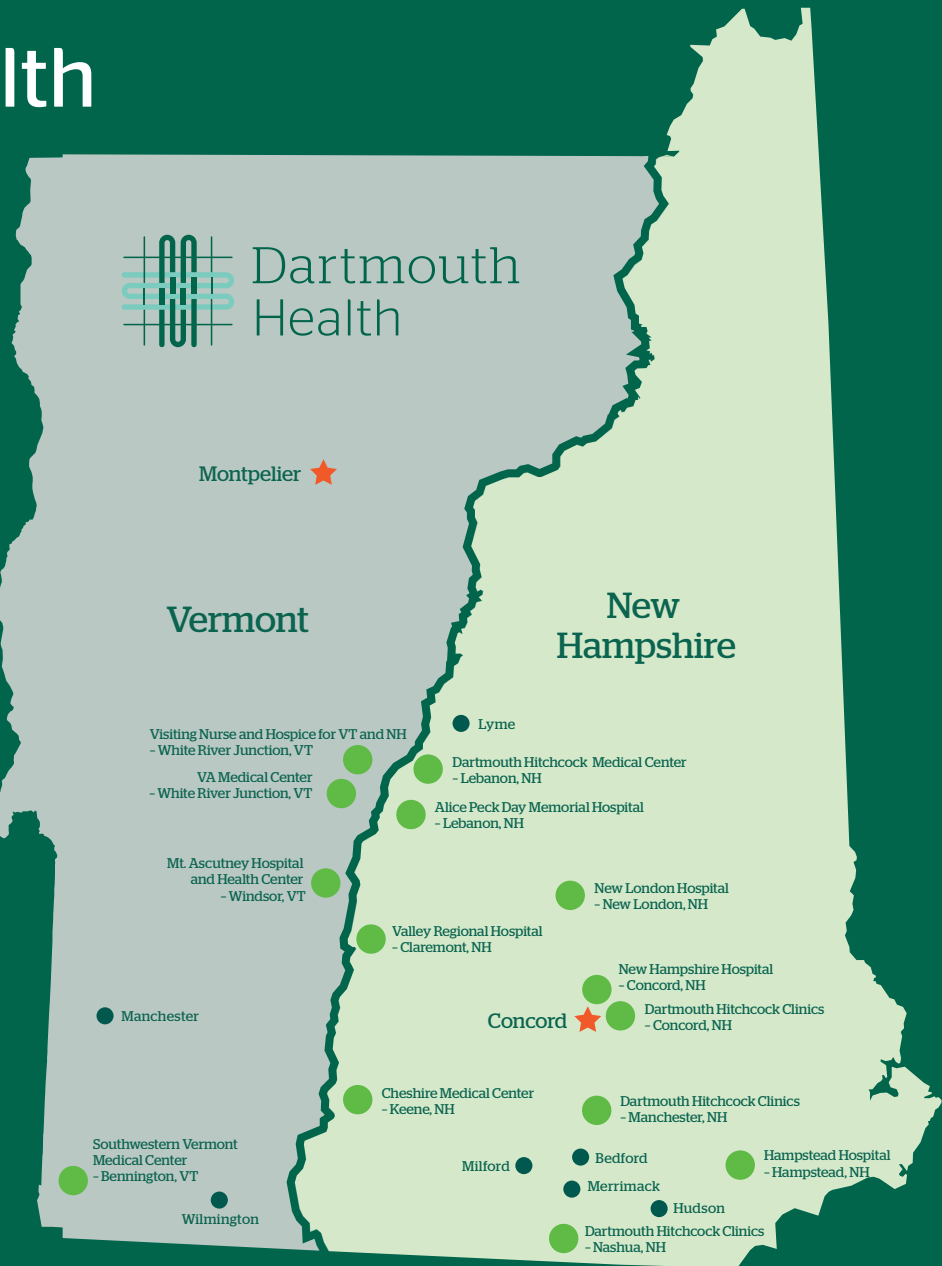 lth
Dartmouth
Health
Montpelier
Vermont
New
Hampshire
Lyme
Visiting Nurse and Hospice for VT and NH
– White River Junction, VT
Dartmouth Hitchcock Medical Center
– Lebanon, NH
VA Medical Center
– White River Junction, VT
Alice Peck Day Memorial Hospital
– Lebanon, NH
Mt. Ascutney Hospital
and Health Center
– Windsor, VT
New London Hospital
– New London, NH
Valley Regional Hospital
– Claremont, NH
New Hampshire Hospital
– Concord, NH
Concord
Dartmouth Hitchcock Clinics
– Concord, NH
Manchester
Cheshire Medical Center
– Keene, NH
Dartmouth Hitchcock Clinics
– Manchester, NH
Southwestern Vermont
Medical Center
– Bennington, VT
Milford
Bedford
Hampstead Hospital
– Hampstead, NH
Merrimack
Wilmington
Hudson
Dartmouth Hitchcock Clinics
– Nashua, NH